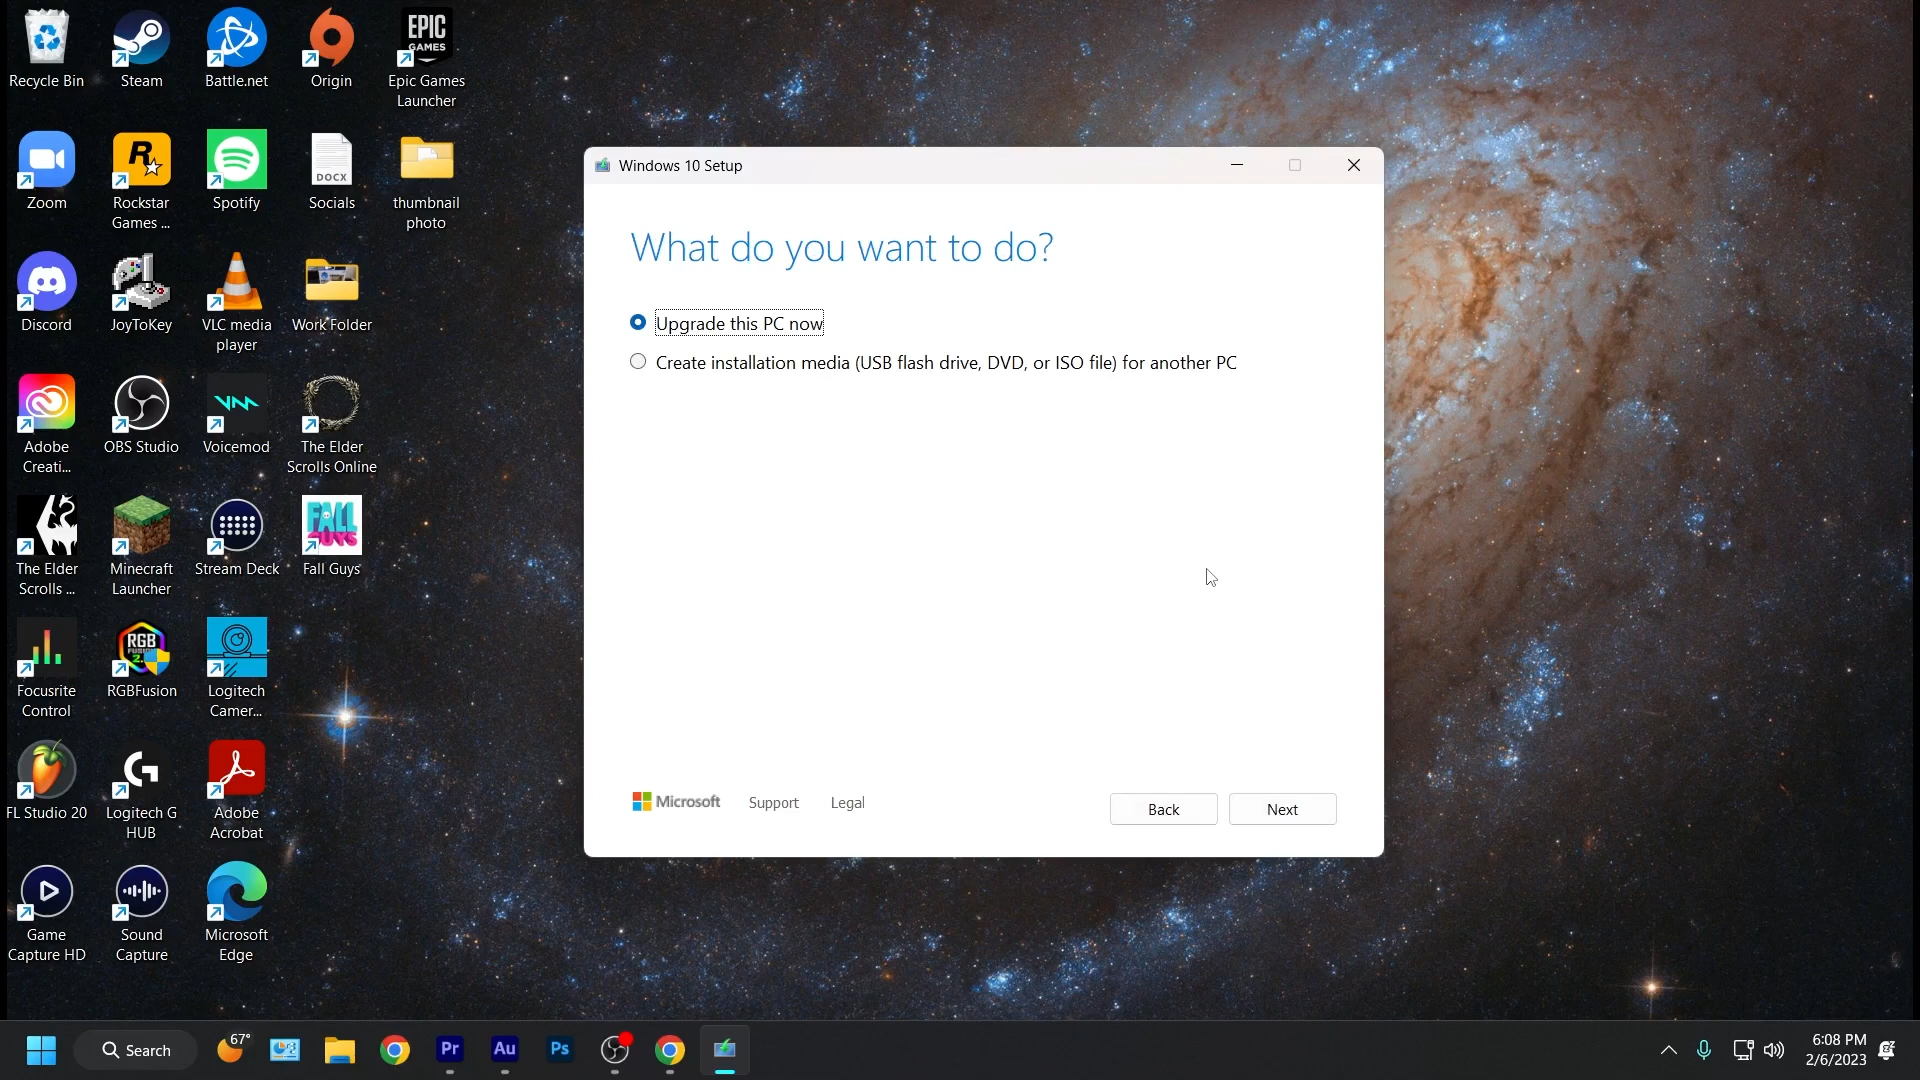 Recycle Bin
Steam
Battle.net
Origin
EPIC
GAMES
Epic Games
Launcher
Zoom
R
Rockstar
Games ...
Spotify
DOCX
Socials
thumbnail
photo
Discord
JoyToKey
VLC media
player
Work Folder
Adobe
Creati...
OBS Studio
Voicemod
The Elder
Scrolls Online
The Elder
Scrolls ...
Minecraft
Launcher
Stream Deck
FALL
GUYS
Fall Guys
Focusrite
Control
RGB
FUSION
2.
RGBFusion
Logitech
Camer...
FL Studio 20
G
Logitech G
HUB
Adobe
Acrobat
Game
Capture HD
Sound
Capture
Microsoft
Edge
Windows 10 Setup
What do you want to do?
Upgrade this PC now
Create installation media (USB flash drive, DVD, or ISO file) for another PC
Microsoft
Support
Legal
Back
Next
Search
67°
Pr
Au
Ps
6:08 PM
2/6/2023